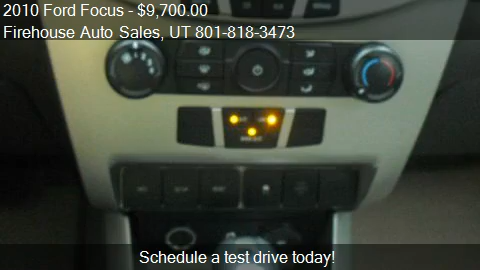 2010 Ford Focus - $9,700.00
Firehouse Auto Sales, UT 801-818-3473
Schedule a test drive today!